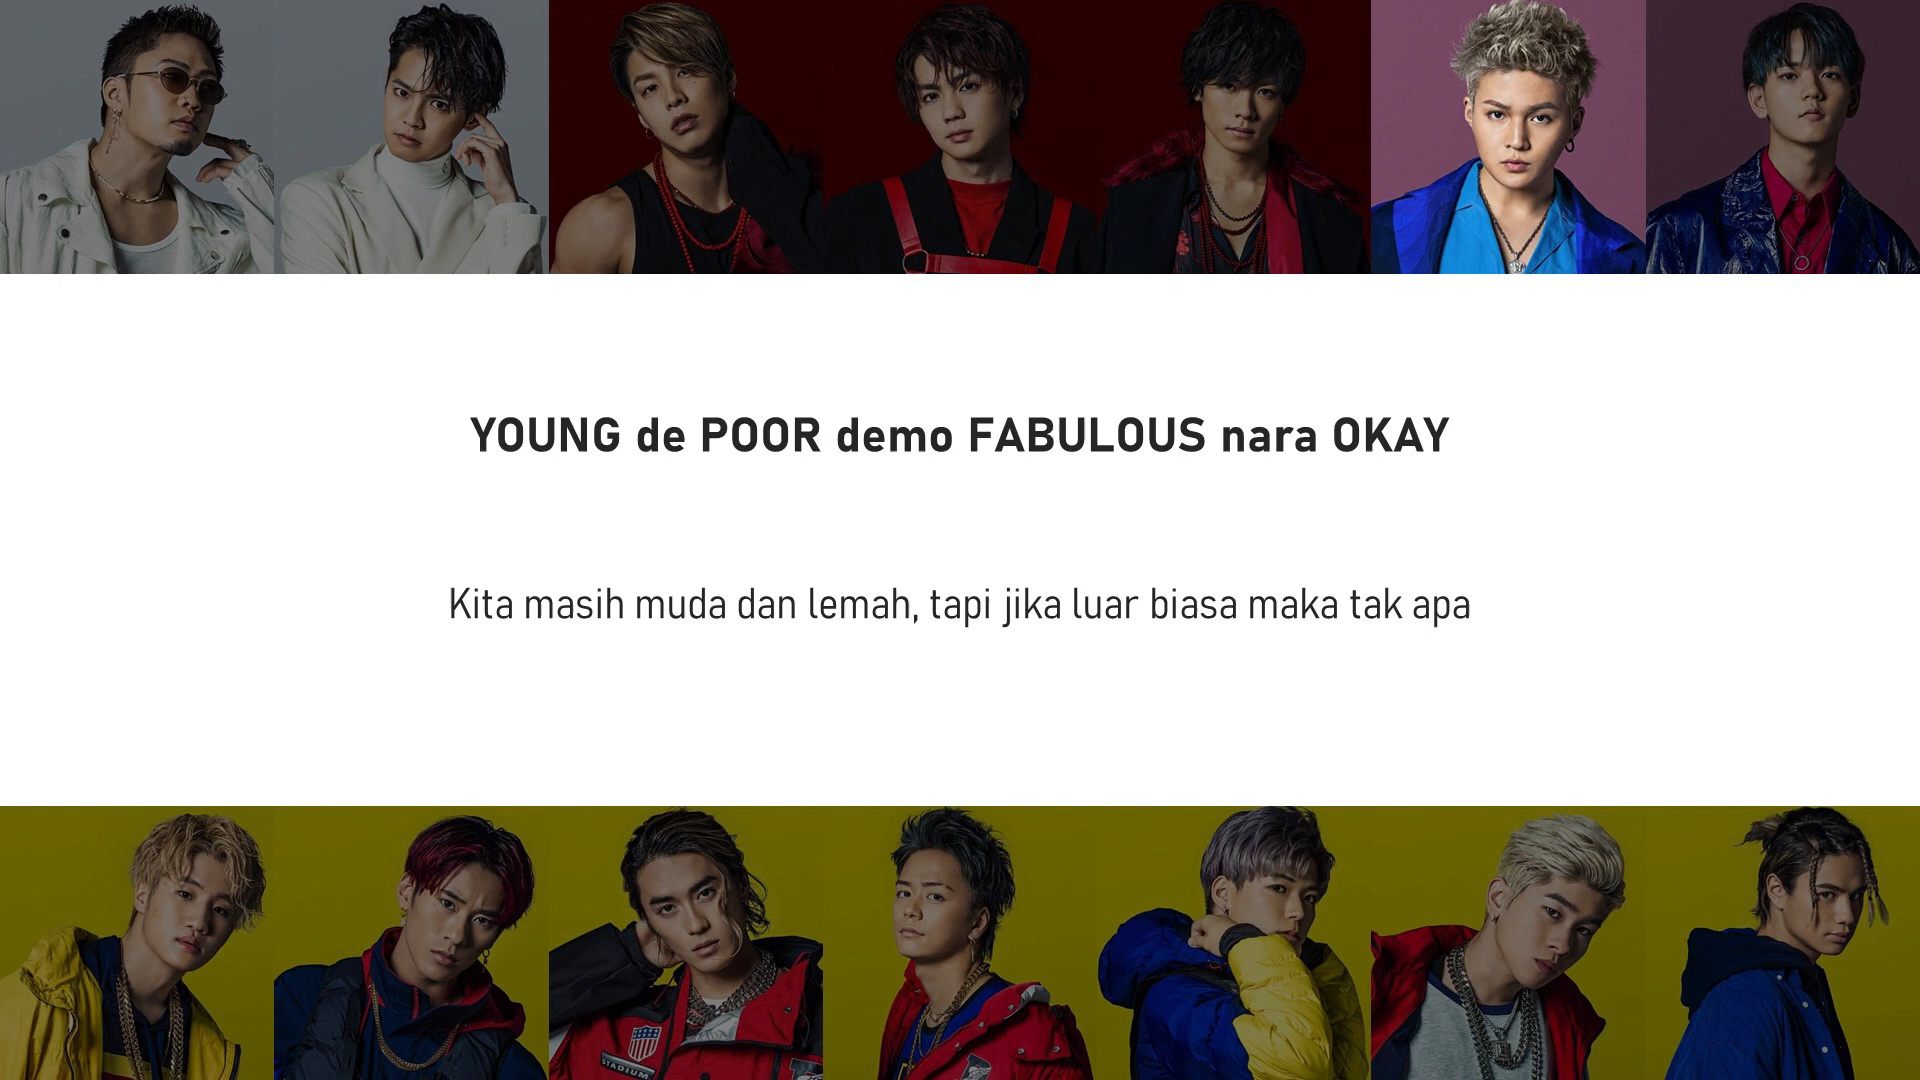 YOUNG de POOR demo FABULOUS nara OKAY
Kita masih muda dan lemah, tapi jika luar biasa maka tak apa
STADIUM